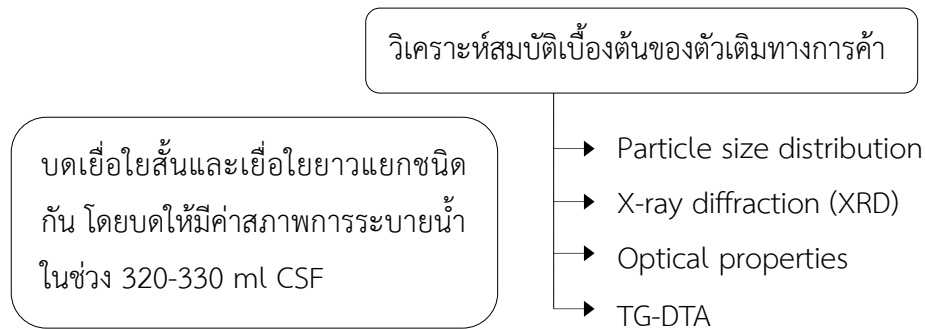 วิเคราะห์สมบัติเบื้องต้นของตัวเติมทางการค้า
บดเยื่อใยสั้นและเยื่อใยยาวแยกชนิด
กัน โดยบดให้มีค่าสภาพการระบายน้ำ
ในช่วง 320-330 ml CSF
Particle size distribution
X-ray diffraction (XRD)
Optical properties
TG-DTA